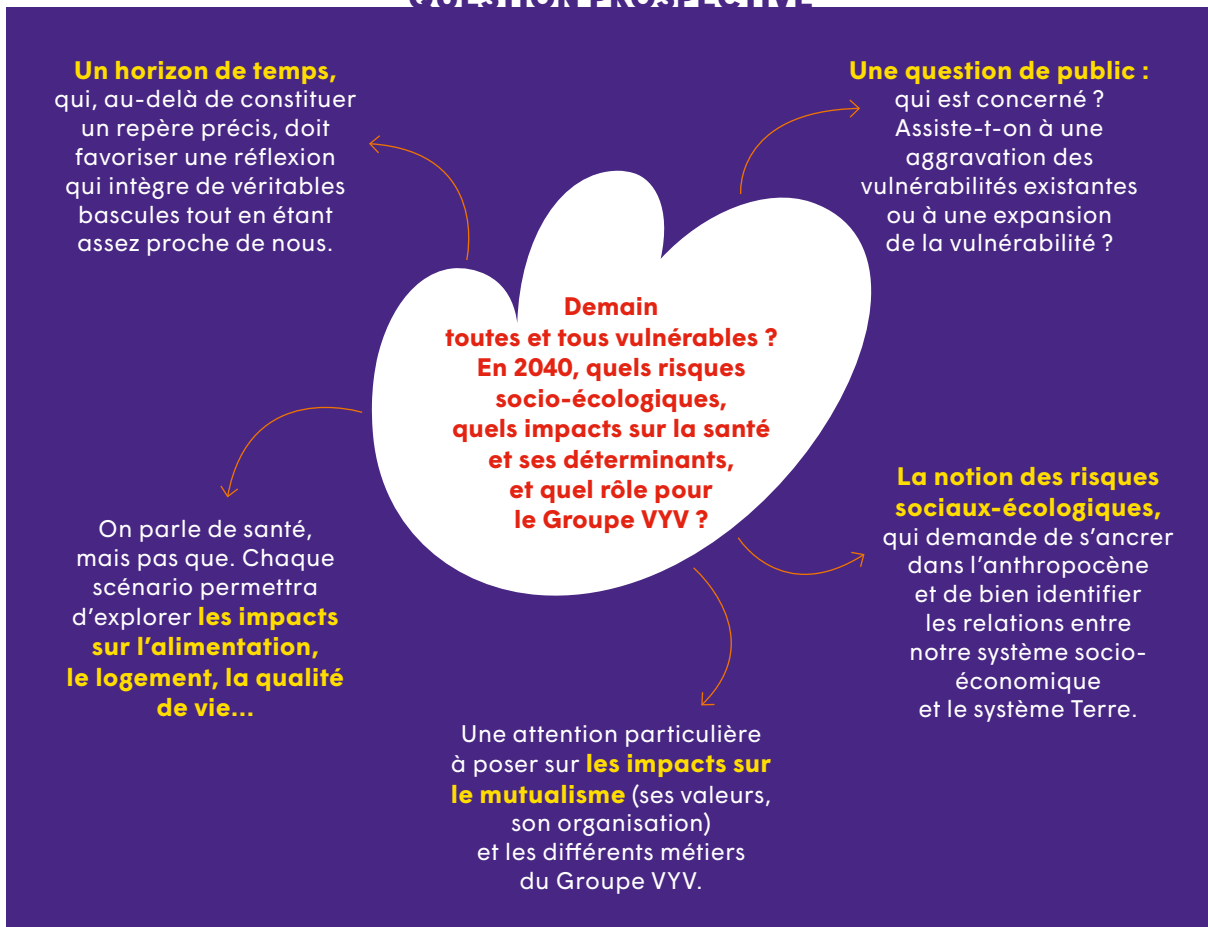 QUESTION PROSPECTIVE
Un horizon de temps,
qui, au-delà de constituer
un repère précis, doit
favoriser une réflexion
qui intègre de véritables
bascules tout en étant
assez proche de nous.
Une question de public :
qui est concerné ?
Assiste-t-on à une
aggravation des
vulnérabilités existantes
ou à une expansion
de la vulnérabilité ?
Demain
toutes et tous vulnérables ?
En 2040, quels risques
socio-écologiques,
quels impacts sur la santé
et ses déterminants,
et quel rôle pour
le Groupe VYV ?
On parle de santé,
mais pas que. Chaque
scénario permettra
d’explorer les impacts
sur l’alimentation,
le logement, la qualité
de vie…
La notion des risques
sociaux-écologiques,
qui demande de s’ancrer
dans l’anthropocène
et de bien identifier
les relations entre
notre système socio-
économique
et le système Terre.
Une attention particulière
à poser sur les impacts sur
le mutualisme (ses valeurs,
son organisation)
et les différents métiers
du Groupe VYV.